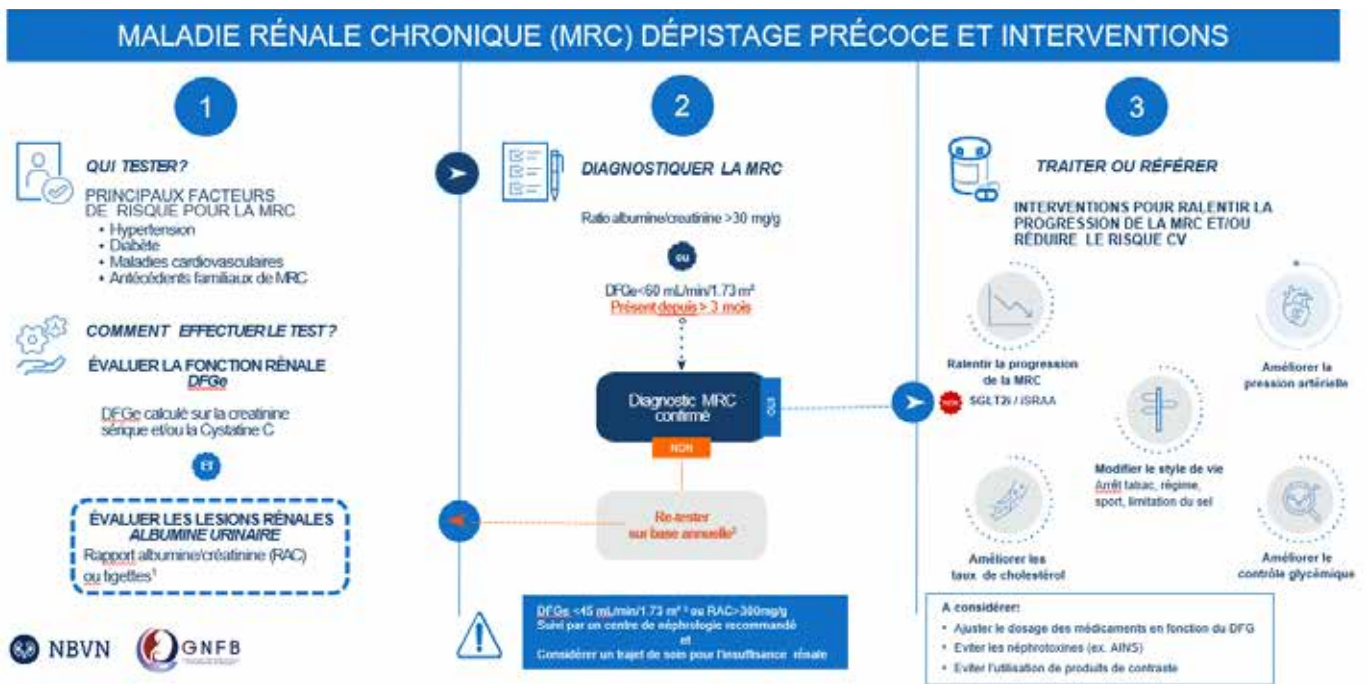 MALADIE RÉNALE CHRONIQUE (MRC) DÉPISTAGE PRÉCOCE ET INTERVENTIONS
1
QUI TESTER?
PRINCIPAUX FACTEURS
DE RISQUE POUR LA MRC
• Hypertension
• Diabète
• Maladies cardiovasculaires
• Antécédents familiaux de MRC
COMMENT EFFECTUER LE TEST ?
ÉVALUER LA FONCTION RÉNALE
DFGe
DFGe calculé sur la creatinine
sérique et/ou la Cystatine C
ET
ÉVALUER LES LESIONS RÉNALES
ALBUMINE URINAIRE
Rapport albumine/créatinine (RAC)
ou tigettes¹
NBVN
GNFB
2
DIAGNOSTIQUER LA MRC
Ratio albumine/creatinine >30 mg/g
ou
DFGe<60 mL/min/1.73 m²
Présent depuis > 3 mois
Diagnostic MRC
confirmé
OUI
NON
Re-tester
sur base annuelle²
DFGe <45 mL/min/1.73 m² ³ ou RAC>300mg/g
Suivi par un centre de néphrologie recommandé
et
Considérer un trajet de soin pour l'insuffisance rénale
3
TRAITER OU RÉFÉRER
INTERVENTIONS POUR RALENTIR LA
PROGRESSION DE LA MRC ET/OU
RÉDUIRE LE RISQUE CV
Ralentir la progression
de la MRC
SGLT2i / iSRAA
Améliorer la
pression artérielle
Modifier le style de vie
Arrêt tabac, régime,
sport, limitation du sel
Améliorer les
taux de cholestérol
Améliorer le
contrôle glycémique
A considérer:
• Ajuster le dosage des médicaments en fonction du DFG
• Eviter les néphrotoxines (ex. AINS)
• Eviter l'utilisation de produits de contraste